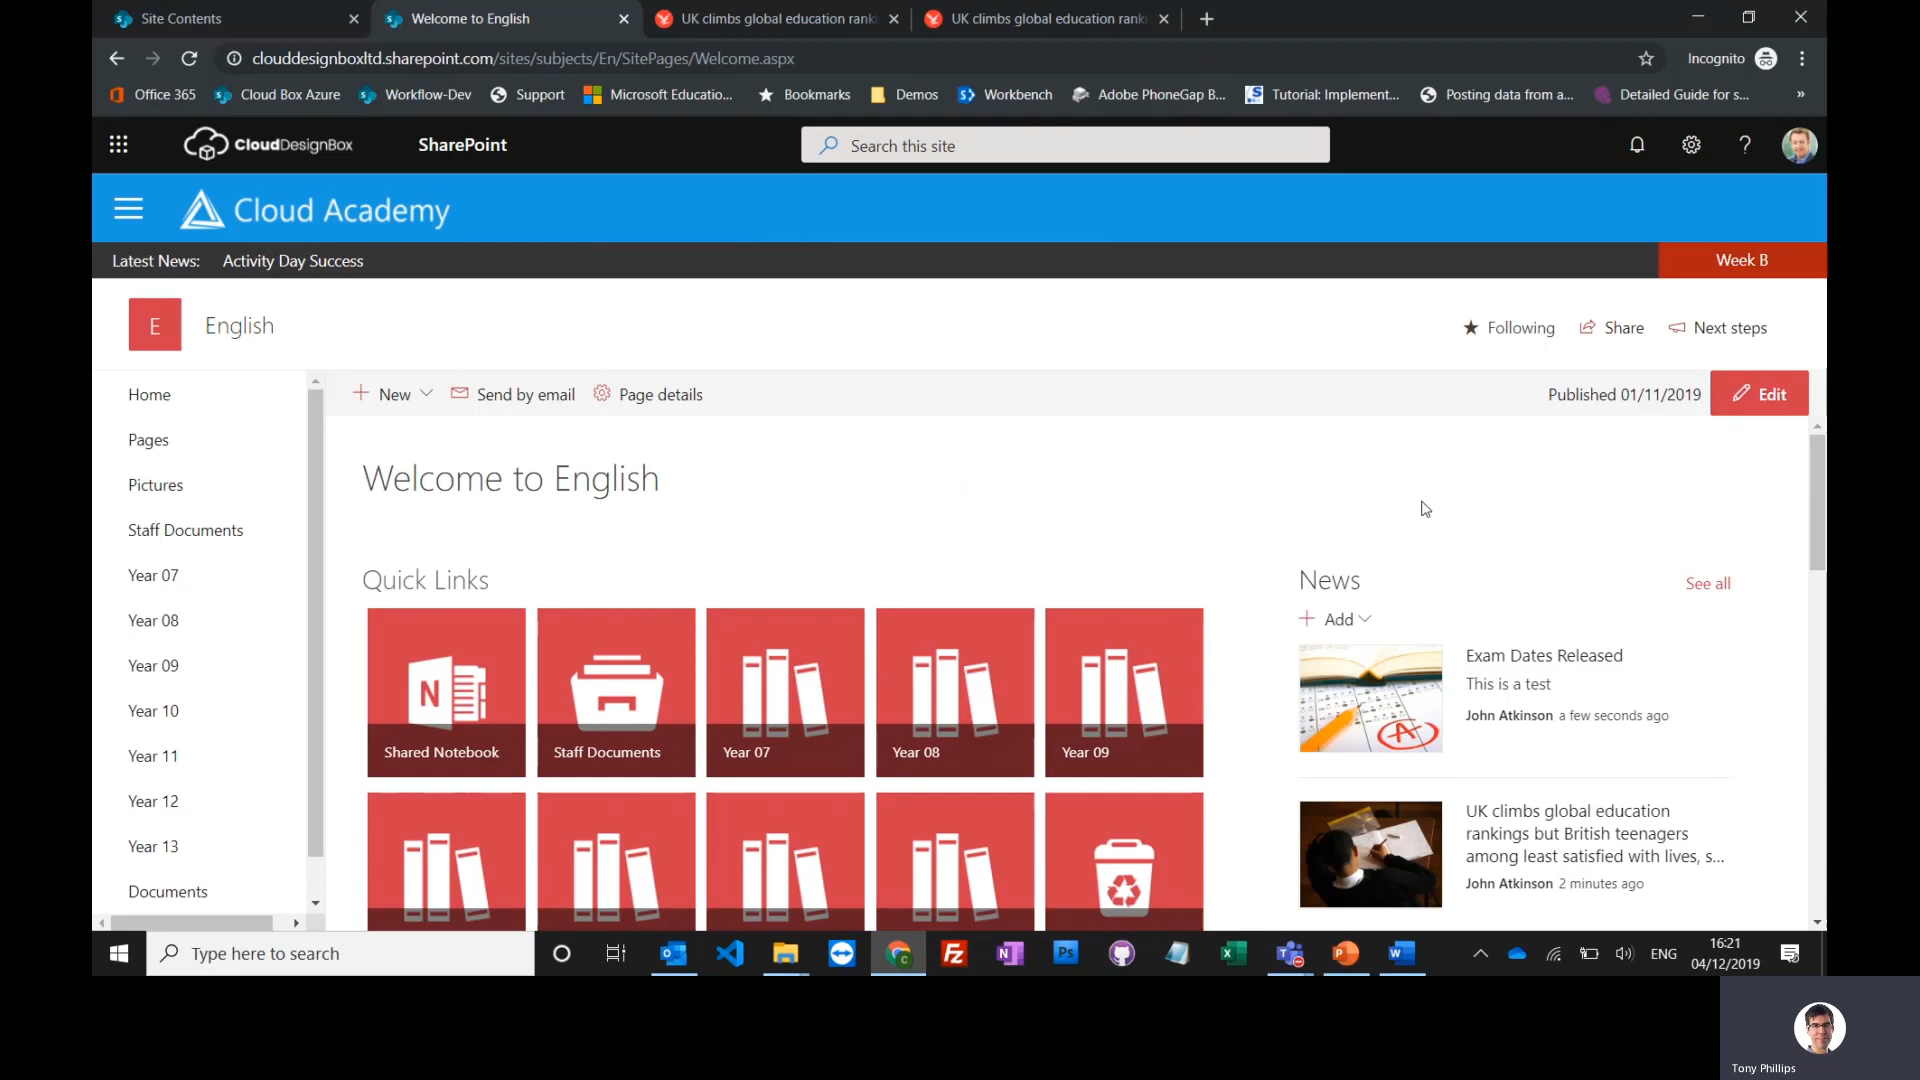 Site Contents
Welcome to English
UK climbs global education ranki
UK climbs global education ranki
clouddesignboxltd.sharepoint.com/sites/subjects/En/SitePages/Welcome.aspx
Incognito
Office 365
Cloud Box Azure
Workflow-Dev
Support
Microsoft Educatio...
Bookmarks
Demos
Workbench
Adobe PhoneGap B...
Tutorial: Implement...
Posting data from a...
Detailed Guide for s...
»
CloudDesignBox
SharePoint
Search this site
?
Cloud Academy
Latest News: Activity Day Success
Week B
E
English
Following
Share
Next steps
Home
Pages
Pictures
Staff Documents
Year 07
Year 08
Year 09
Year 10
Year 11
Year 12
Year 13
Documents
New
Send by email
Page details
Published 01/11/2019
Edit
Welcome to English
Quick Links
N
Shared Notebook
Staff Documents
Year 07
Year 08
Year 09
News
See all
Add
Exam Dates Released
This is a test
John Atkinson a few seconds ago
A
UK climbs global education
rankings but British teenagers
among least satisfied with lives, s...
John Atkinson 2 minutes ago
Type here to search
ENG
16:21
04/12/2019
Tony Phillips